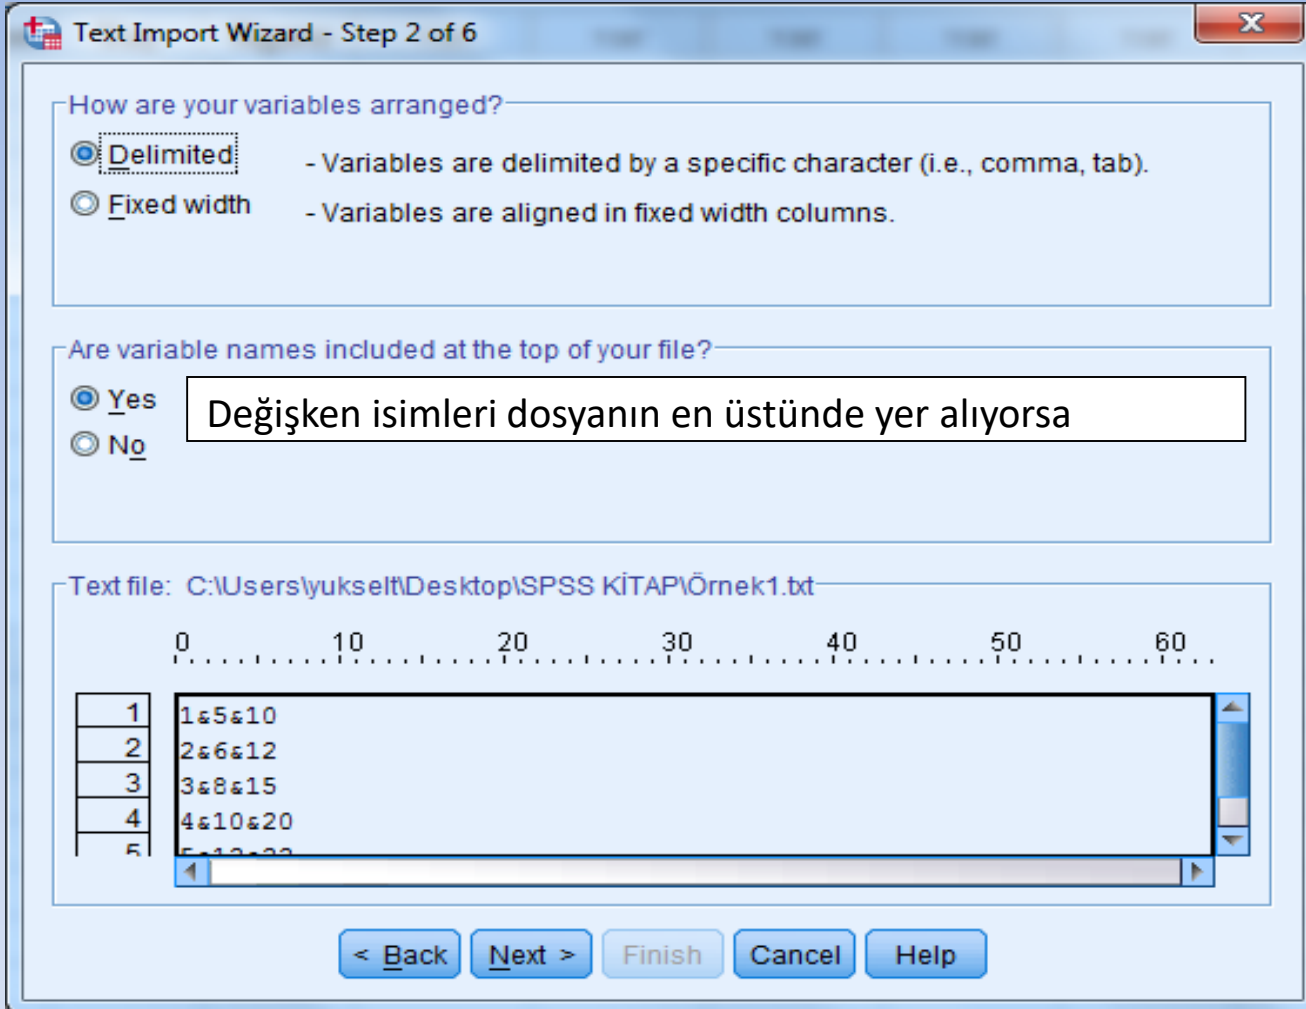 Text Import Wizard - Step 2 of 6
How are your variables arranged?
Delimited - Variables are delimited by a specific character (i.e., comma, tab).
Fixed width - Variables are aligned in fixed width columns.
Are variable names included at the top of your file?
Yes
Değişken isimleri dosyanın en üstünde yer alıyorsa
No
Text file: C:\Users\yukselt\Desktop\SPSS KİTAP\Örnek1.txt
0 10 20 30 40 50 60
1 1&5&10
2 2&6&12
3 3&8&15
4 4&10&20
5
< Back Next > Finish Cancel Help